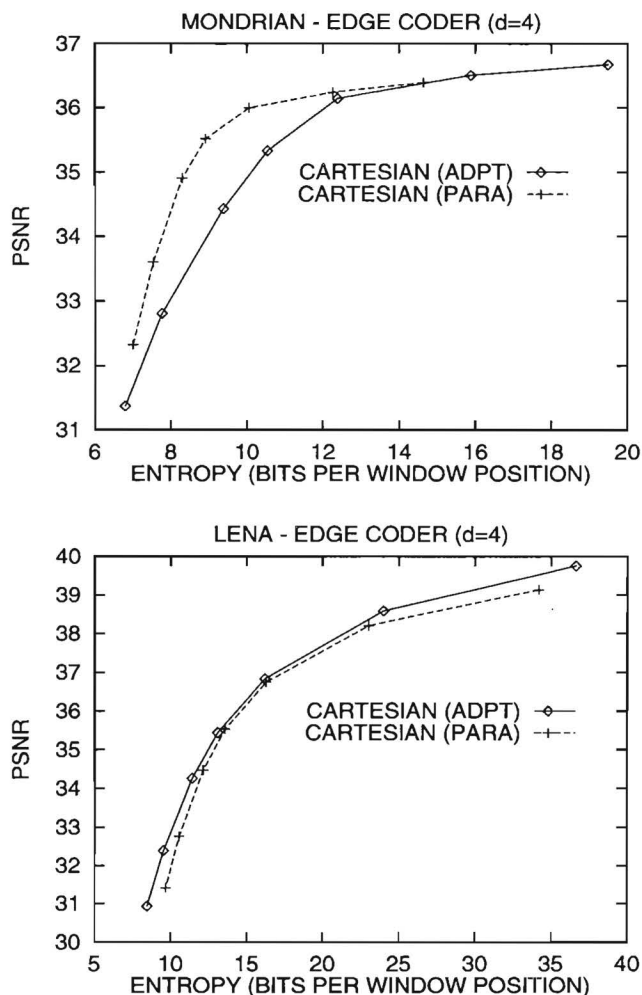 MONDRIAN - EDGE CODER (d=4)
37
36
35
34
33
32
31
PSNR
CARTESIAN (ADPT)
CARTESIAN (PARA)
6 8 10 12 14 16 18 20
ENTROPY (BITS PER WINDOW POSITION)
LENA - EDGE CODER (d=4)
40
39
38
37
36
35
34
33
32
31
30
PSNR
CARTESIAN (ADPT)
CARTESIAN (PARA)
5 10 15 20 25 30 35 40
ENTROPY (BITS PER WINDOW POSITION)